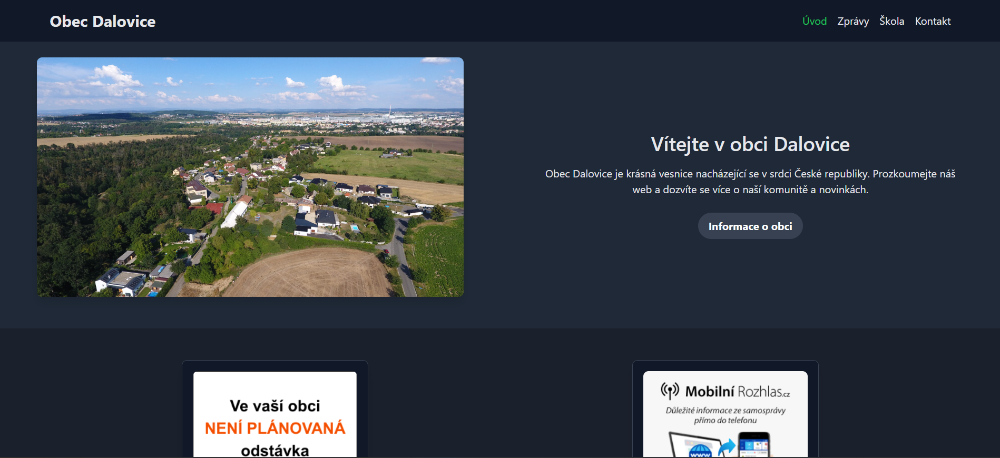 Obec Dalovice
Úvod Zprávy Škola Kontakt
Vítejte v obci Dalovice
Obec Dalovice je krásná vesnice nacházející se v srdci České republiky. Prozkoumejte náš
web a dozvíte se více o naší komunitě a novinkách.
Informace o obci
Ve vaší obci
NENÍ PLÁNOVANÁ
odstávka
Mobilní Rozhlas.cz
Důležité informace ze samosprávy
přímo do telefonu
www